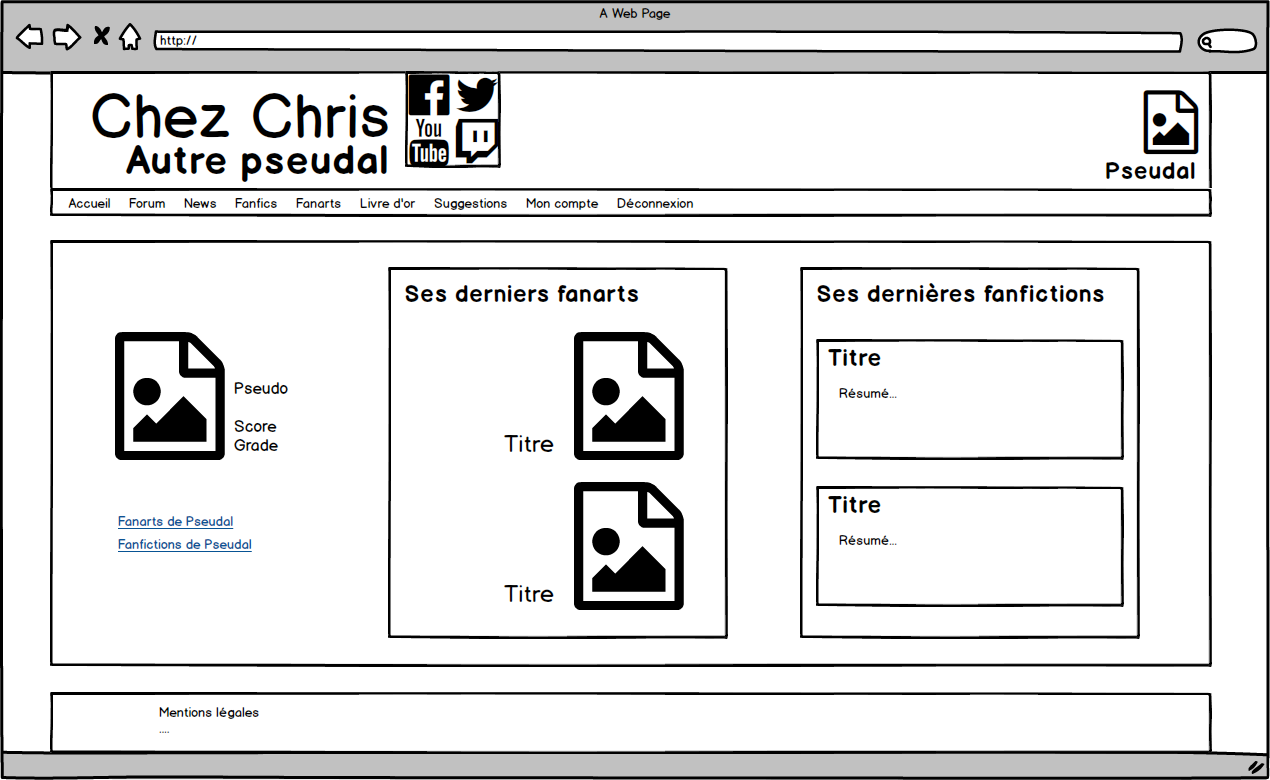 A Web Page
http://
Chez Chris
Autre pseudal
You
Tube
Pseudal
Accueil Forum News Fanfics Fanarts Livre d'or Suggestions Mon compte Déconnexion
Pseudo
Score
Grade
Fanarts de Pseudal
Fanfictions de Pseudal
Ses derniers fanarts
Titre
Titre
Ses dernières fanfictions
Titre
Résumé...
Titre
Résumé...
Mentions légales
....